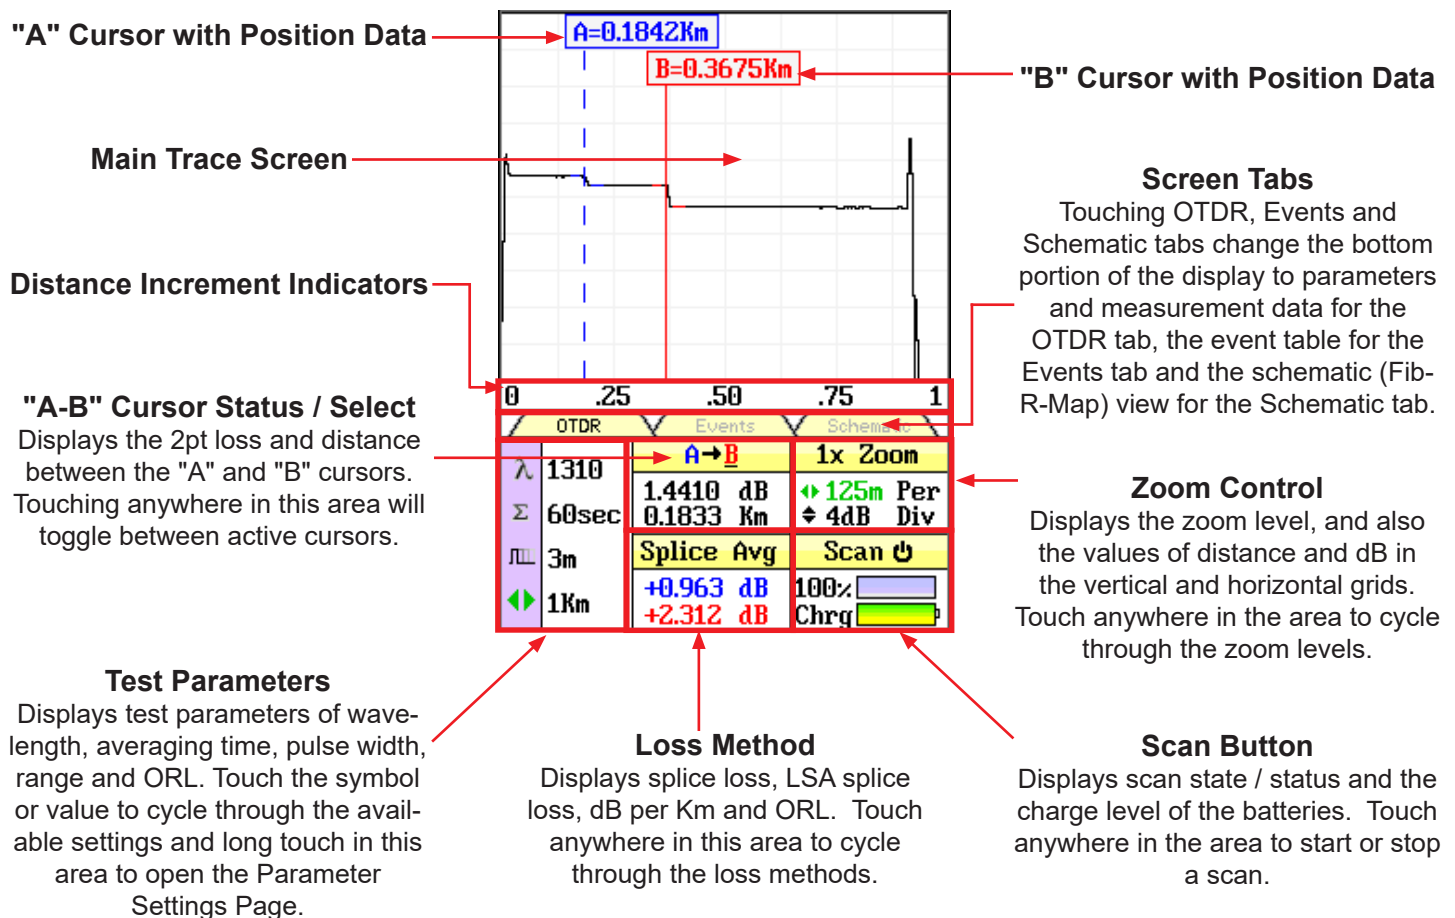 "A" Cursor with Position Data
A=0.1842Km
B=0.3675Km
"B" Cursor with Position Data
Main Trace Screen
Screen Tabs
Touching OTDR, Events and
Schematic tabs change the bottom
portion of the display to parameters
and measurement data for the
OTDR tab, the event table for the
Events tab and the schematic (Fib-
R-Map) view for the Schematic tab.
Distance Increment Indicators
0 .25 .50 .75 1
OTDR Events Schematic
"A-B" Cursor Status / Select
Displays the 2pt loss and distance
between the "A" and "B" cursors.
Touching anywhere in this area will
toggle between active cursors.
λ 1310
Σ 60sec
3m
1Km
A→B
1.4410 dB
0.1833 Km
1x Zoom
125m Per
4dB Div
Splice Avg
+0.963 dB
+2.312 dB
Scan
100%
Chrg
Zoom Control
Displays the zoom level, and also
the values of distance and dB in
the vertical and horizontal grids.
Touch anywhere in the area to cycle
through the zoom levels.
Test Parameters
Displays test parameters of wave-
length, averaging time, pulse width,
range and ORL. Touch the symbol
or value to cycle through the avail-
able settings and long touch in this
area to open the Parameter
Settings Page.
Loss Method
Displays splice loss, LSA splice
loss, dB per Km and ORL. Touch
anywhere in this area to cycle
through the loss methods.
Scan Button
Displays scan state / status and the
charge level of the batteries. Touch
anywhere in the area to start or stop
a scan.